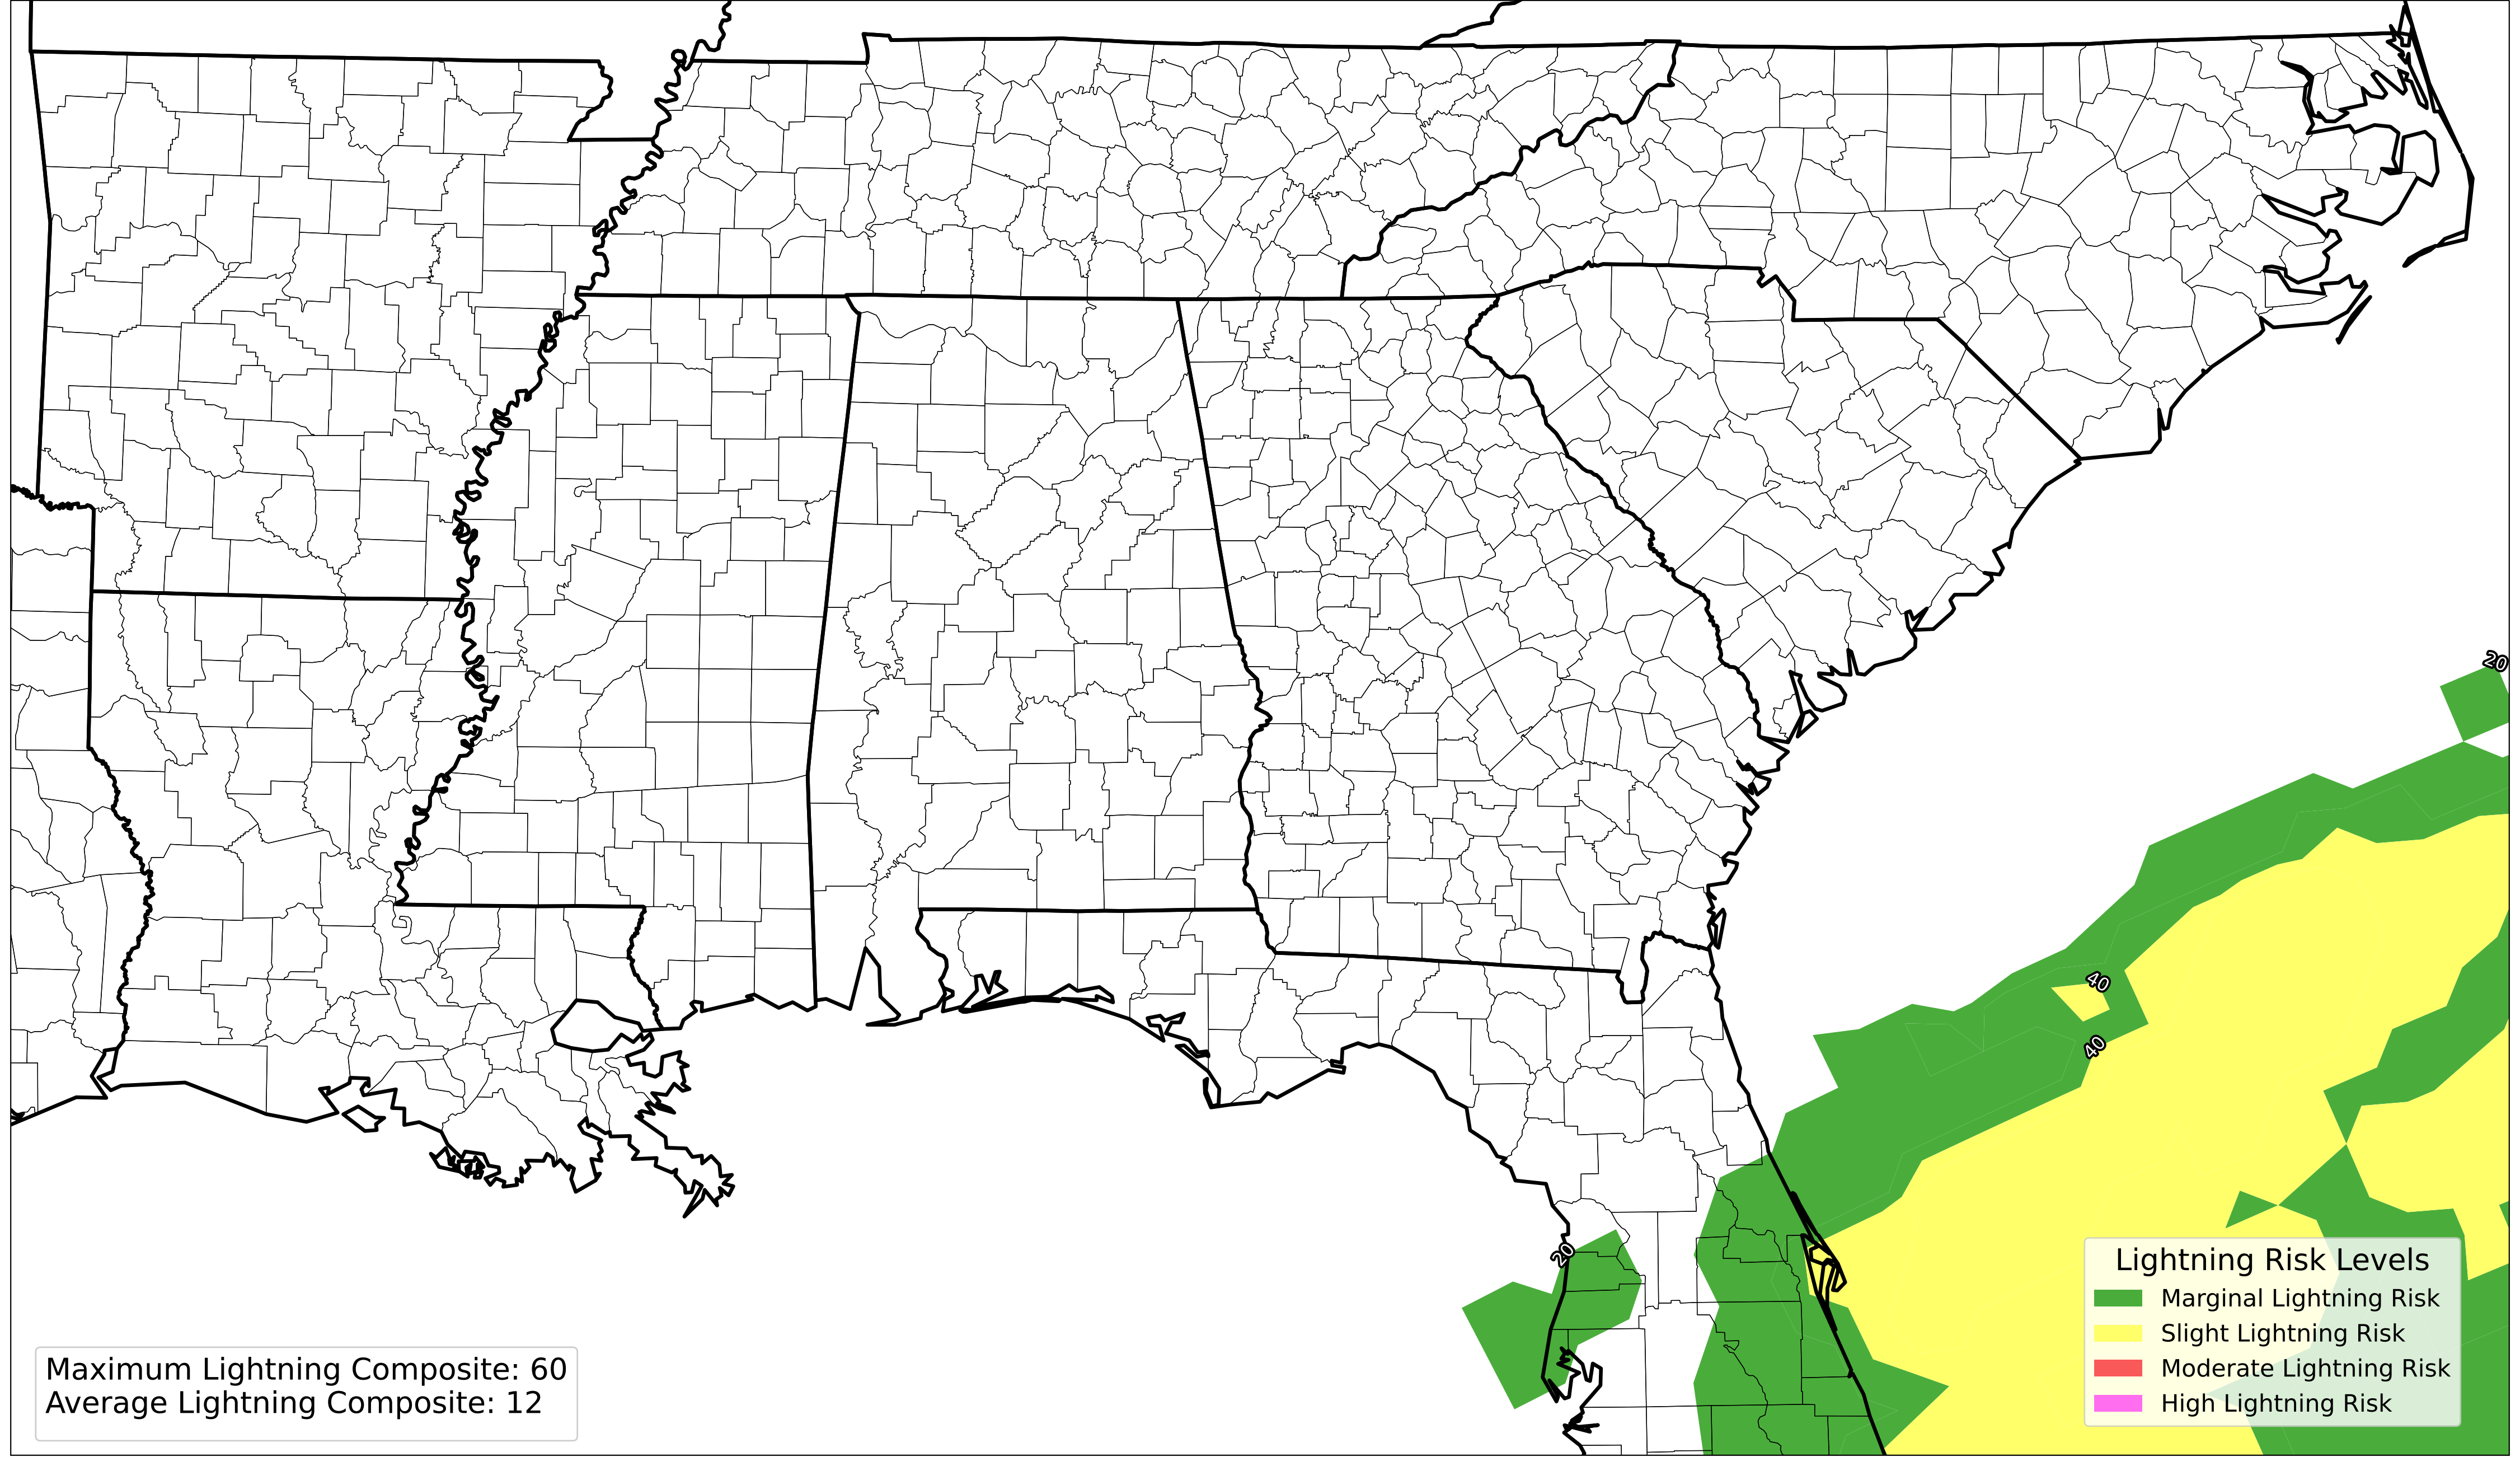 20
40
40
20
Lightning Risk Levels
Marginal Lightning Risk
Slight Lightning Risk
Moderate Lightning Risk
High Lightning Risk
Maximum Lightning Composite: 60
Average Lightning Composite: 12